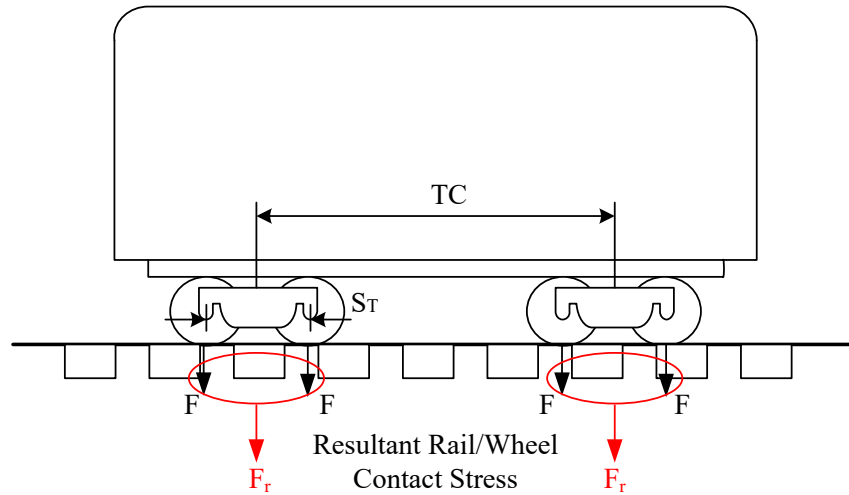 TC
ST
F
F
F
F
Resultant Rail/Wheel
Contact Stress
Fr
Fr